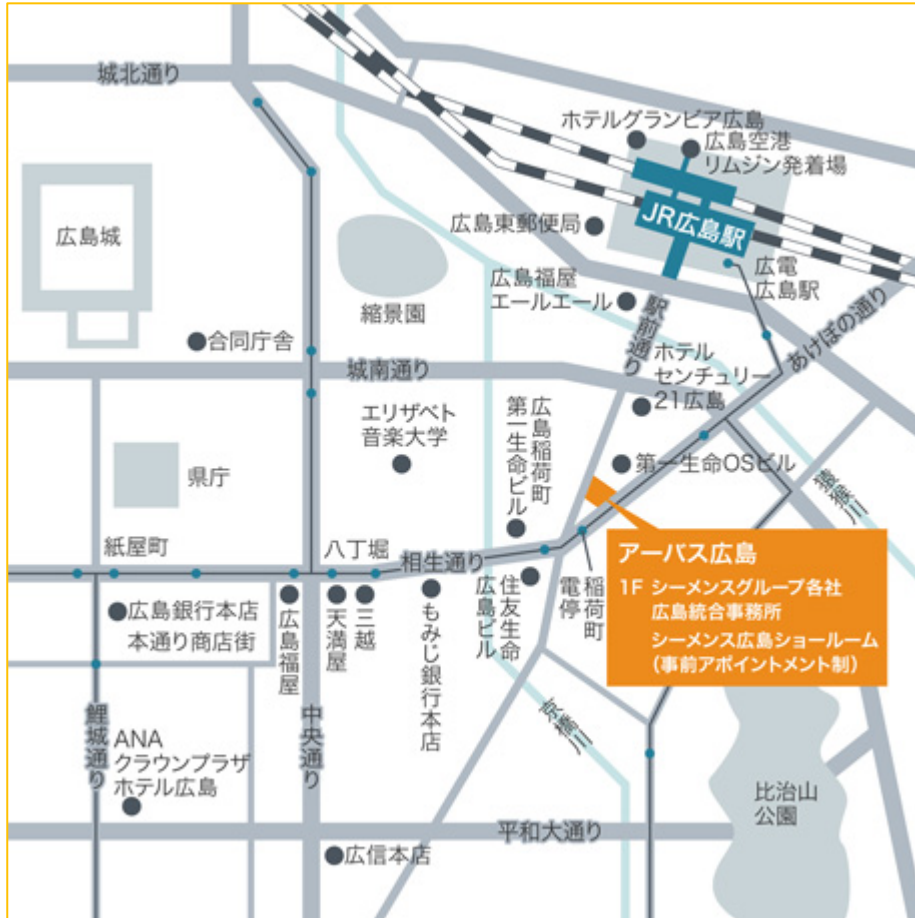 城北通り
ホテルグランビア広島
広島空港
リムジン発着場
JR広島駅
広島城
広島東郵便局
広電
広島駅
縮景園
広島福屋
エールエール
駅前通り
あけぼの通り
合同庁舎
城南通り
ホテル
センチュリー
21広島
エリザベト
音楽大学
広島稲荷町
第一生命ビル
第一生命OSビル
県庁
猿猴川
紙屋町
八丁堀
相生通り
アーバス広島
1F シーメンスグループ各社
広島統合事務所
シーメンス広島ショールーム
（事前アポイントメント制）
稲荷町
電停
住友生命
広島ビル
広島銀行本店
本通り商店街
広島福屋
天満屋
三越
もみじ銀行本店
鯉城通り
中央通り
京橋川
ANA
クラウンプラザ
ホテル広島
比治山
公園
平和大通り
広信本店